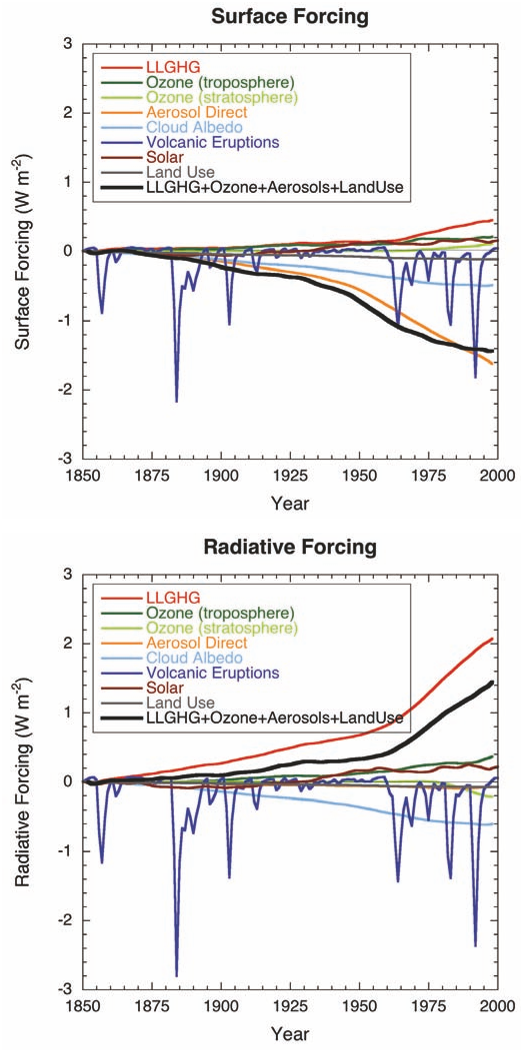 Surface Forcing
3
LLGHG
Ozone (troposphere)
Ozone (stratosphere)
2
Aerosol Direct
Cloud Albedo
Volcanic Eruptions
Solar
Land Use
1
LLGHG+Ozone+Aerosols+LandUse
Surface Forcing (W m-2)
0
-1
-2
-3
1850 1875 1900 1925 1950 1975 2000
Year
Radiative Forcing
3
LLGHG
Ozone (troposphere)
Ozone (stratosphere)
2
Aerosol Direct
Cloud Albedo
Volcanic Eruptions
Solar
Land Use
1
LLGHG+Ozone+Aerosols+LandUse
Radiative Forcing (W m-2)
0
-1
-2
-3
1850 1875 1900 1925 1950 1975 2000
Year